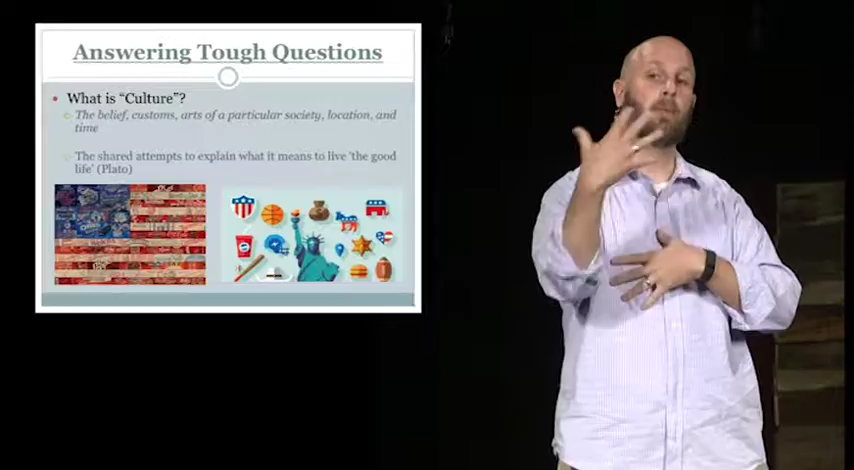 Answering Tough Questions
What is “Culture”?
The belief, customs, arts of a particular society, location, and
time
The shared attempts to explain what it means to live 'the good
life' (Plato)